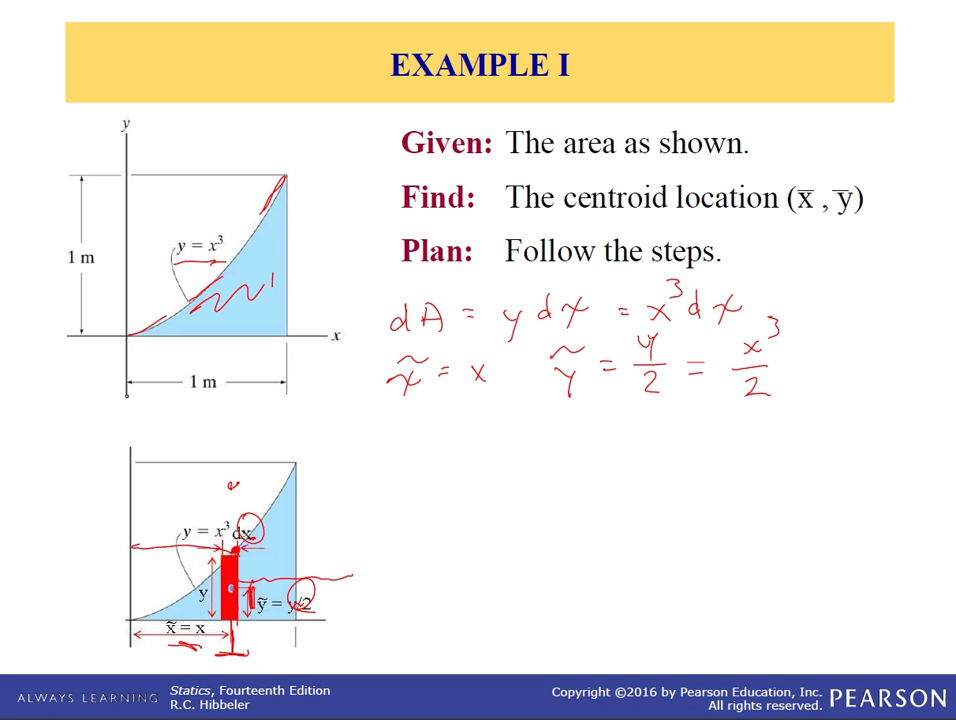 EXAMPLE I
y
y = x³
1 m
x
1 m
Given: The area as shown.
Find: The centroid location (x̅ , y̅)
Plan: Follow the steps.
dA = y dx = x³ dx
x̃ = x ỹ = y/2 = x³/2
y = x³
dx
y
ỹ = y/2
x̃ = x
ALWAYS LEARNING
Statics, Fourteenth Edition
R.C. Hibbeler
Copyright ©2016 by Pearson Education, Inc.
All rights reserved.
PEARSON